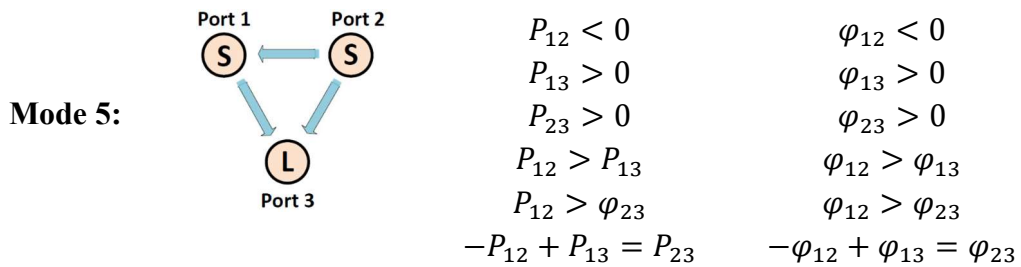 Port 1 Port 2
P₁₂ < 0 φ₁₂ < 0
S S
P₁₃ > 0 φ₁₃ > 0
Mode 5:
P₂₃ > 0 φ₂₃ > 0
L
P₁₂ > P₁₃ φ₁₂ > φ₁₃
Port 3
P₁₂ > φ₂₃ φ₁₂ > φ₂₃
−P₁₂ + P₁₃ = P₂₃ −φ₁₂ + φ₁₃ = φ₂₃